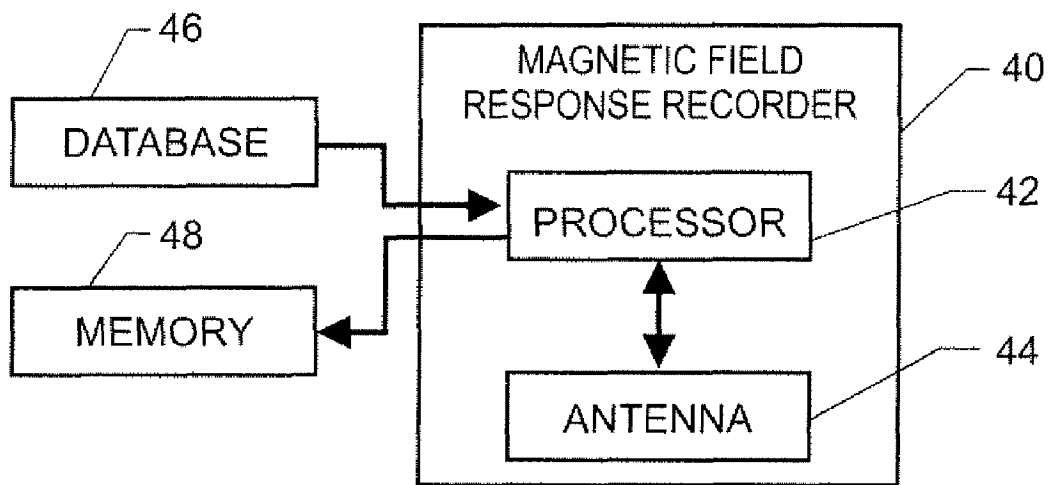 46
DATABASE
48
MEMORY
MAGNETIC FIELD
RESPONSE RECORDER
40
PROCESSOR
42
ANTENNA
44